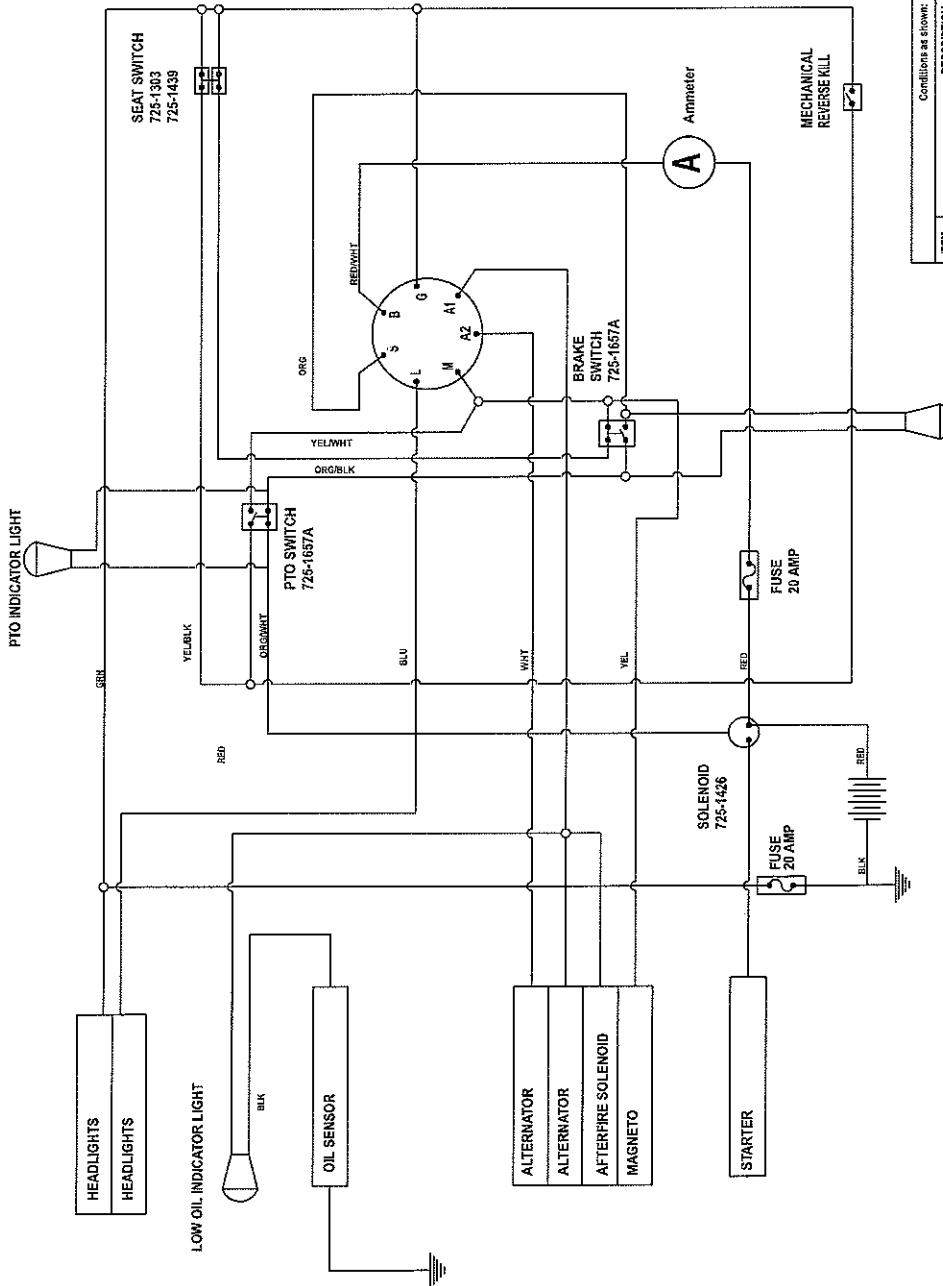 PTO INDICATOR LIGHT
SEAT SWITCH
725-1303
725-1439
HEADLIGHTS
HEADLIGHTS
GRN
YEL/BLK
RED
ORG/WHT
PTO SWITCH
725-1657A
YEL/WHT
ORG/BLK
ORG
RED/WHT
S
B
L
G
M
A2
A1
BLU
WHT
YEL
RED
BRAKE
SWITCH
725-1657A
A
Ammeter
MECHANICAL
REVERSE KILL
LOW OIL INDICATOR LIGHT
BLK
OIL SENSOR
ALTERNATOR
ALTERNATOR
AFTERFIRE SOLENOID
MAGNETO
STARTER
SOLENOID
725-1426
FUSE
20 AMP
FUSE
20 AMP
RED
BLK
Conditions as shown: